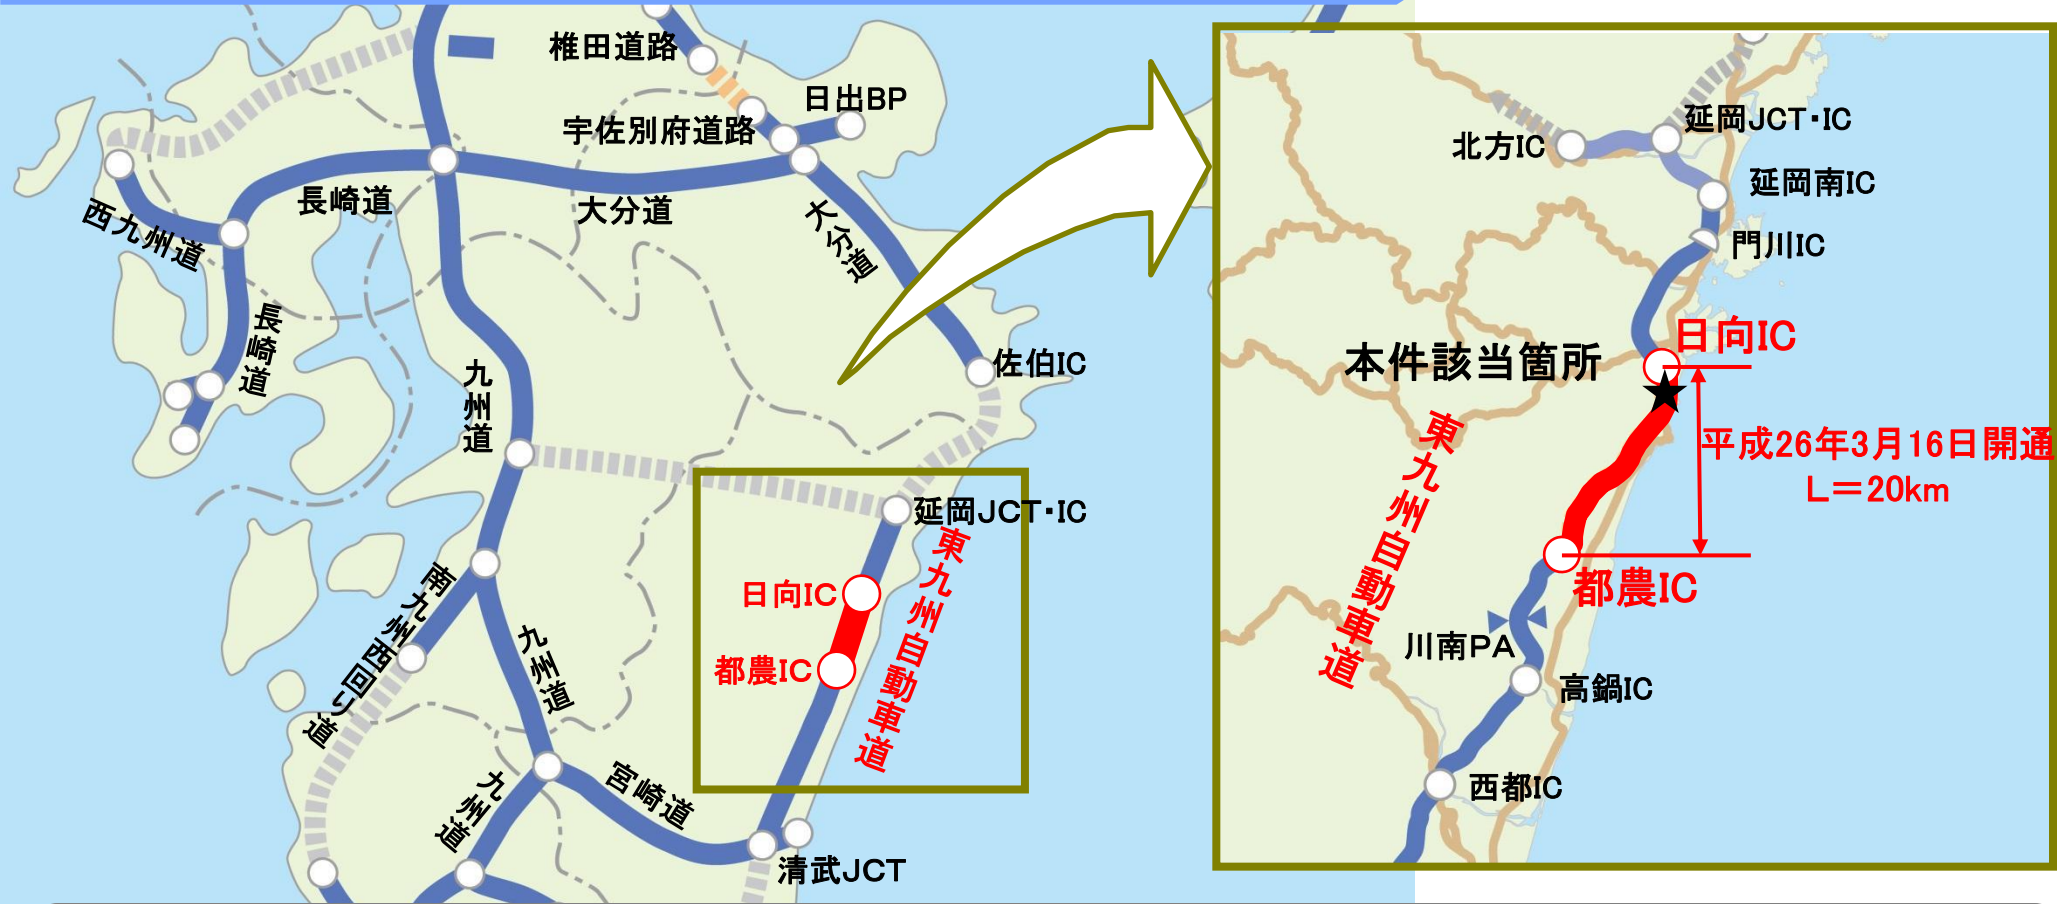 椎田道路
日出BP
宇佐別府道路
長崎道
大分道
西九州道
大分道
長崎道
九州道
佐伯IC
延岡JCT・IC
東九州自動車道
日向IC
都農IC
南九州西回り道
九州道
宮崎道
九州道
清武JCT
北方IC
延岡JCT・IC
延岡南IC
門川IC
日向IC
本件該当箇所
東九州自動車道
平成26年3月16日開通
L=20km
都農IC
川南PA
高鍋IC
西都IC